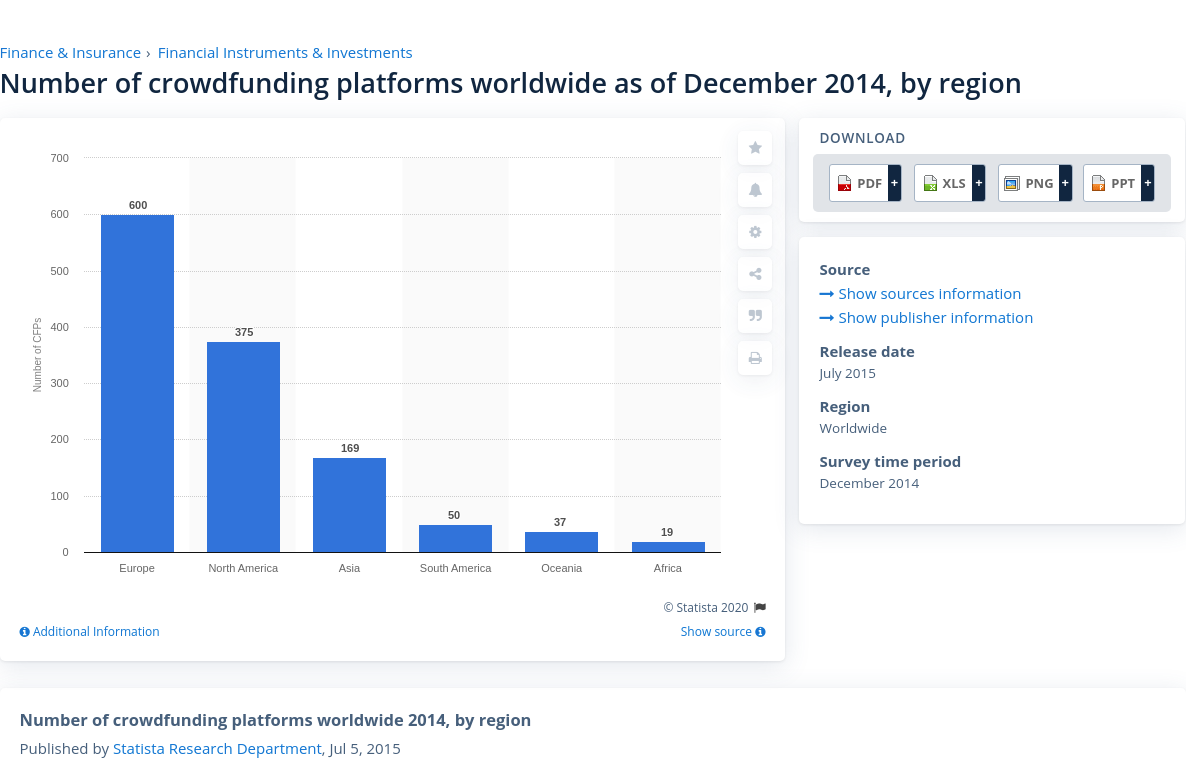 Finance & Insurance › Financial Instruments & Investments
Number of crowdfunding platforms worldwide as of December 2014, by region
700
600
500
400
300
200
100
0
Number of CFPs
600
375
169
50
37
19
Europe
North America
Asia
South America
Oceania
Africa
© Statista 2020
Additional Information
Show source
DOWNLOAD
PDF +
XLS +
PNG +
PPT +
Source
Show sources information
Show publisher information
Release date
July 2015
Region
Worldwide
Survey time period
December 2014
Number of crowdfunding platforms worldwide 2014, by region
Published by Statista Research Department, Jul 5, 2015